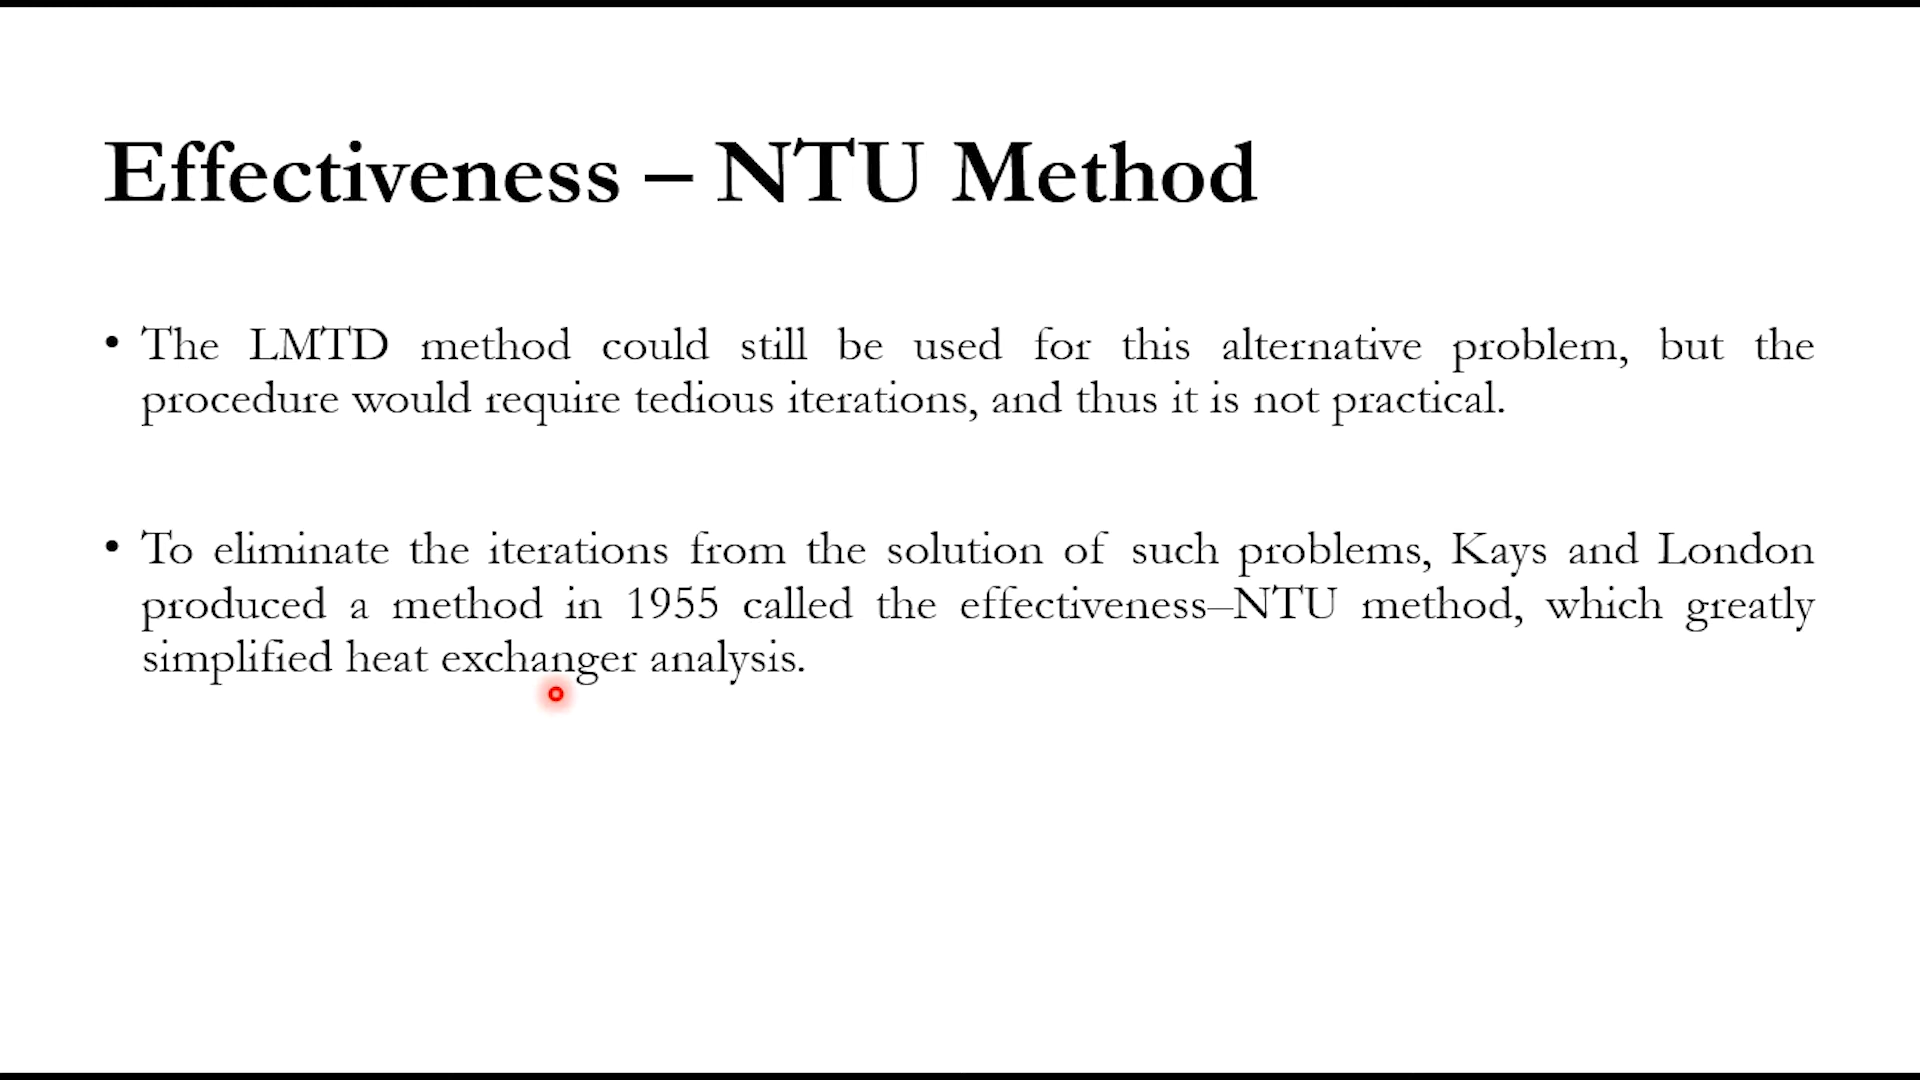 Effectiveness – NTU Method
• The LMTD method could still be used for this alternative problem, but the
procedure would require tedious iterations, and thus it is not practical.
• To eliminate the iterations from the solution of such problems, Kays and London
produced a method in 1955 called the effectiveness–NTU method, which greatly
simplified heat exchanger analysis.